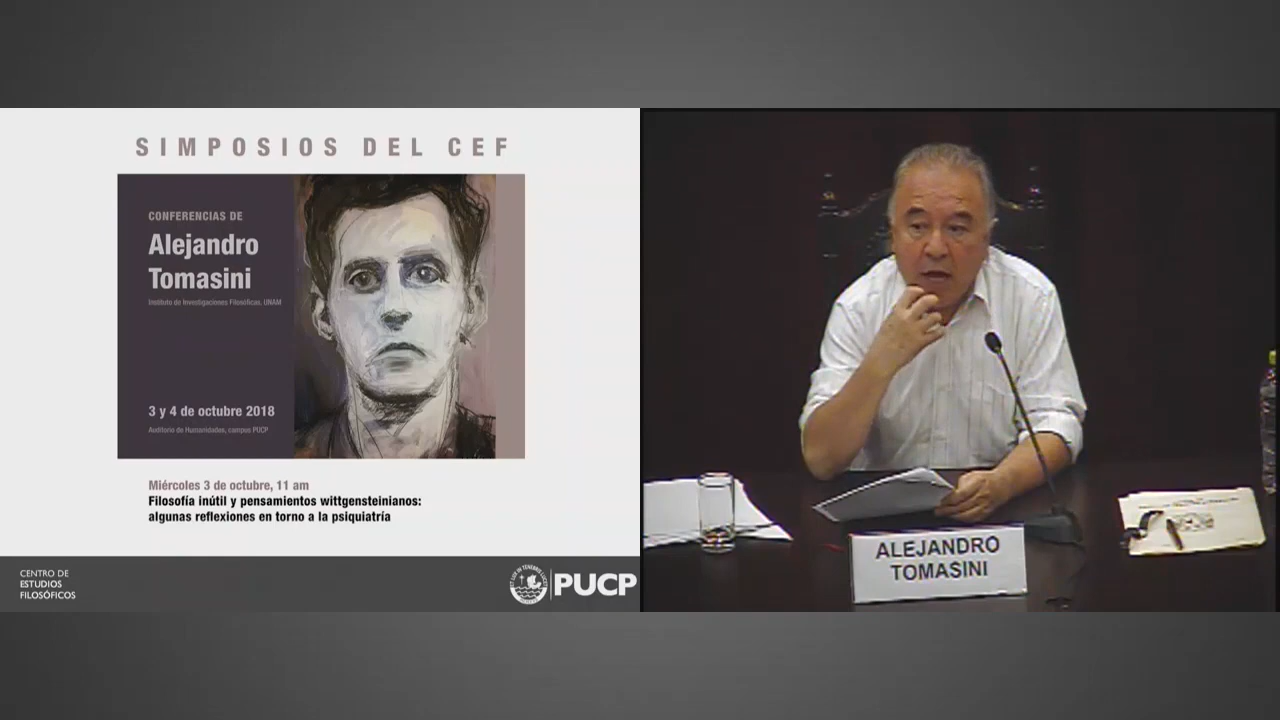 SIMPOSIOS DEL CEF
CONFERENCIAS DE
Alejandro
Tomasini
Instituto de Investigaciones Filosóficas, UNAM
3 y 4 de octubre 2018
Auditorio de Humanidades, campus PUCP
Miércoles 3 de octubre, 11 am
Filosofía inútil y pensamientos wittgensteinianos:
algunas reflexiones en torno a la psiquiatría
CENTRO DE
ESTUDIOS
FILOSÓFICOS
PUCP
ALEJANDRO
TOMASINI